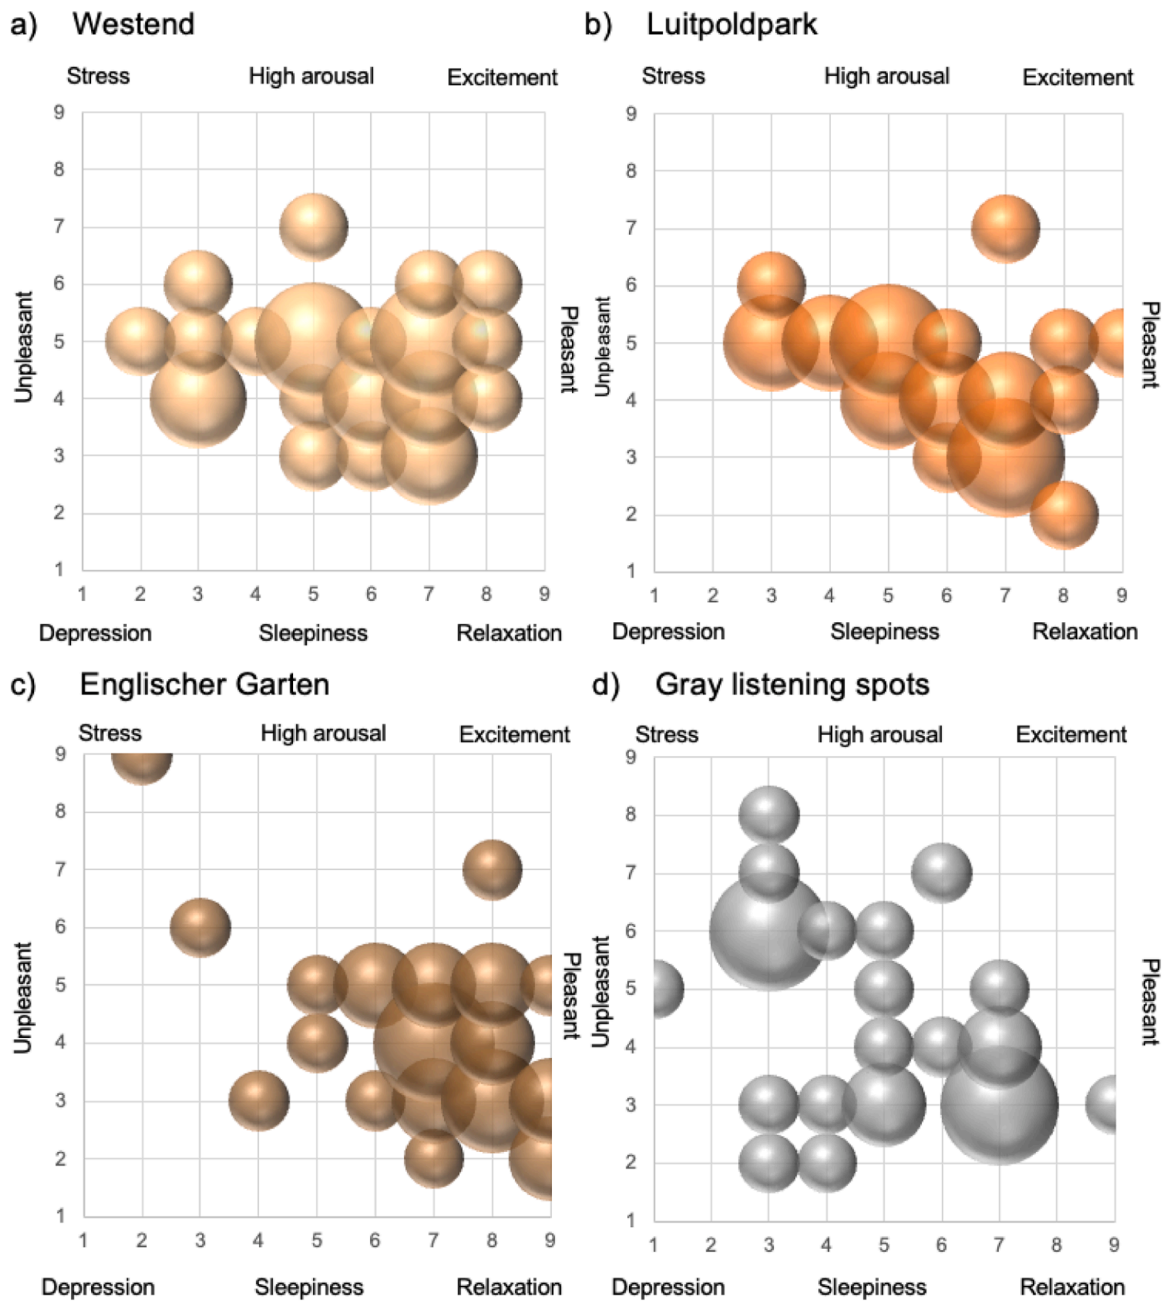 a) Westend
Stress High arousal Excitement
9
8
7
6
5
4
3
2
1
Unpleasant
Pleasant
1 2 3 4 5 6 7 8 9
Depression Sleepiness Relaxation
b) Luitpoldpark
Stress High arousal Excitement
9
8
7
6
5
4
3
2
1
Unpleasant
Pleasant
1 2 3 4 5 6 7 8 9
Depression Sleepiness Relaxation
c) Englischer Garten
Stress High arousal Excitement
9
8
7
6
5
4
3
2
1
Unpleasant
Pleasant
1 2 3 4 5 6 7 8 9
Depression Sleepiness Relaxation
d) Gray listening spots
Stress High arousal Excitement
9
8
7
6
5
4
3
2
1
Unpleasant
Pleasant
1 2 3 4 5 6 7 8 9
Depression Sleepiness Relaxation